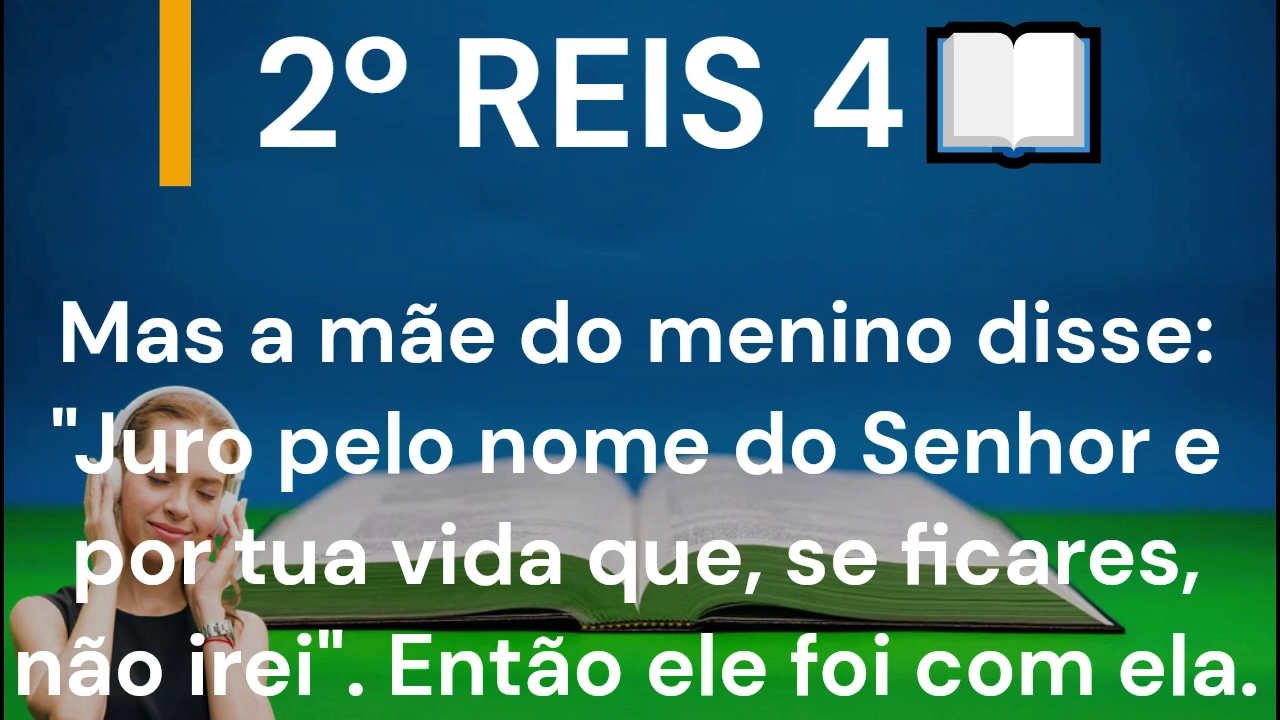 2º REIS 4
Mas a mãe do menino disse:
"Juro pelo nome do Senhor e
por tua vida que, se ficares,
não irei". Então ele foi com ela.